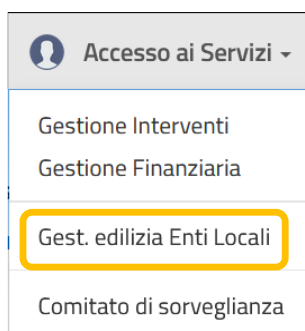 Accesso ai Servizi
Gestione Interventi
Gestione Finanziaria
Gest. edilizia Enti Locali
Comitato di sorveglianza